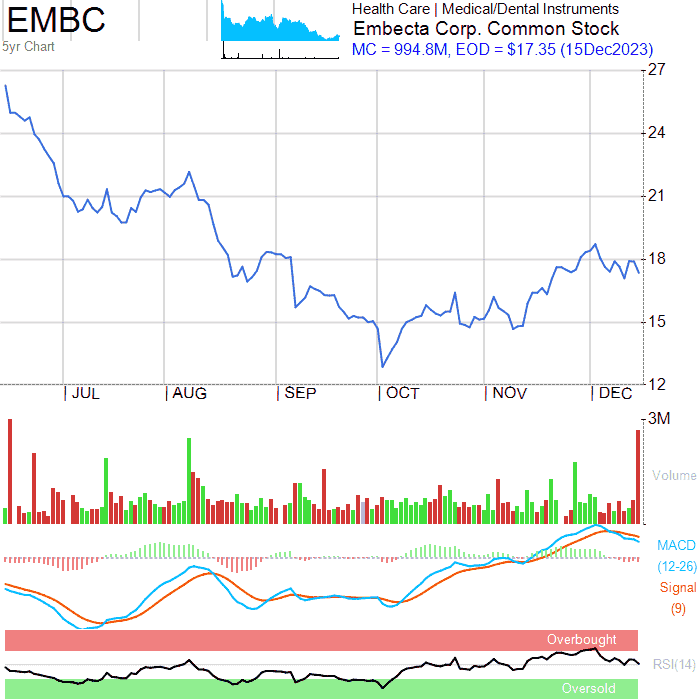 EMBC
5yr Chart
Health Care | Medical/Dental Instruments
Embecta Corp. Common Stock
MC = 994.8M, EOD = $17.35 (15Dec2023)
27
24
21
18
15
12
JUL
AUG
SEP
OCT
NOV
DEC
3M
Volume
MACD
(12-26)
Signal
(9)
Overbought
RSI(14)
Oversold